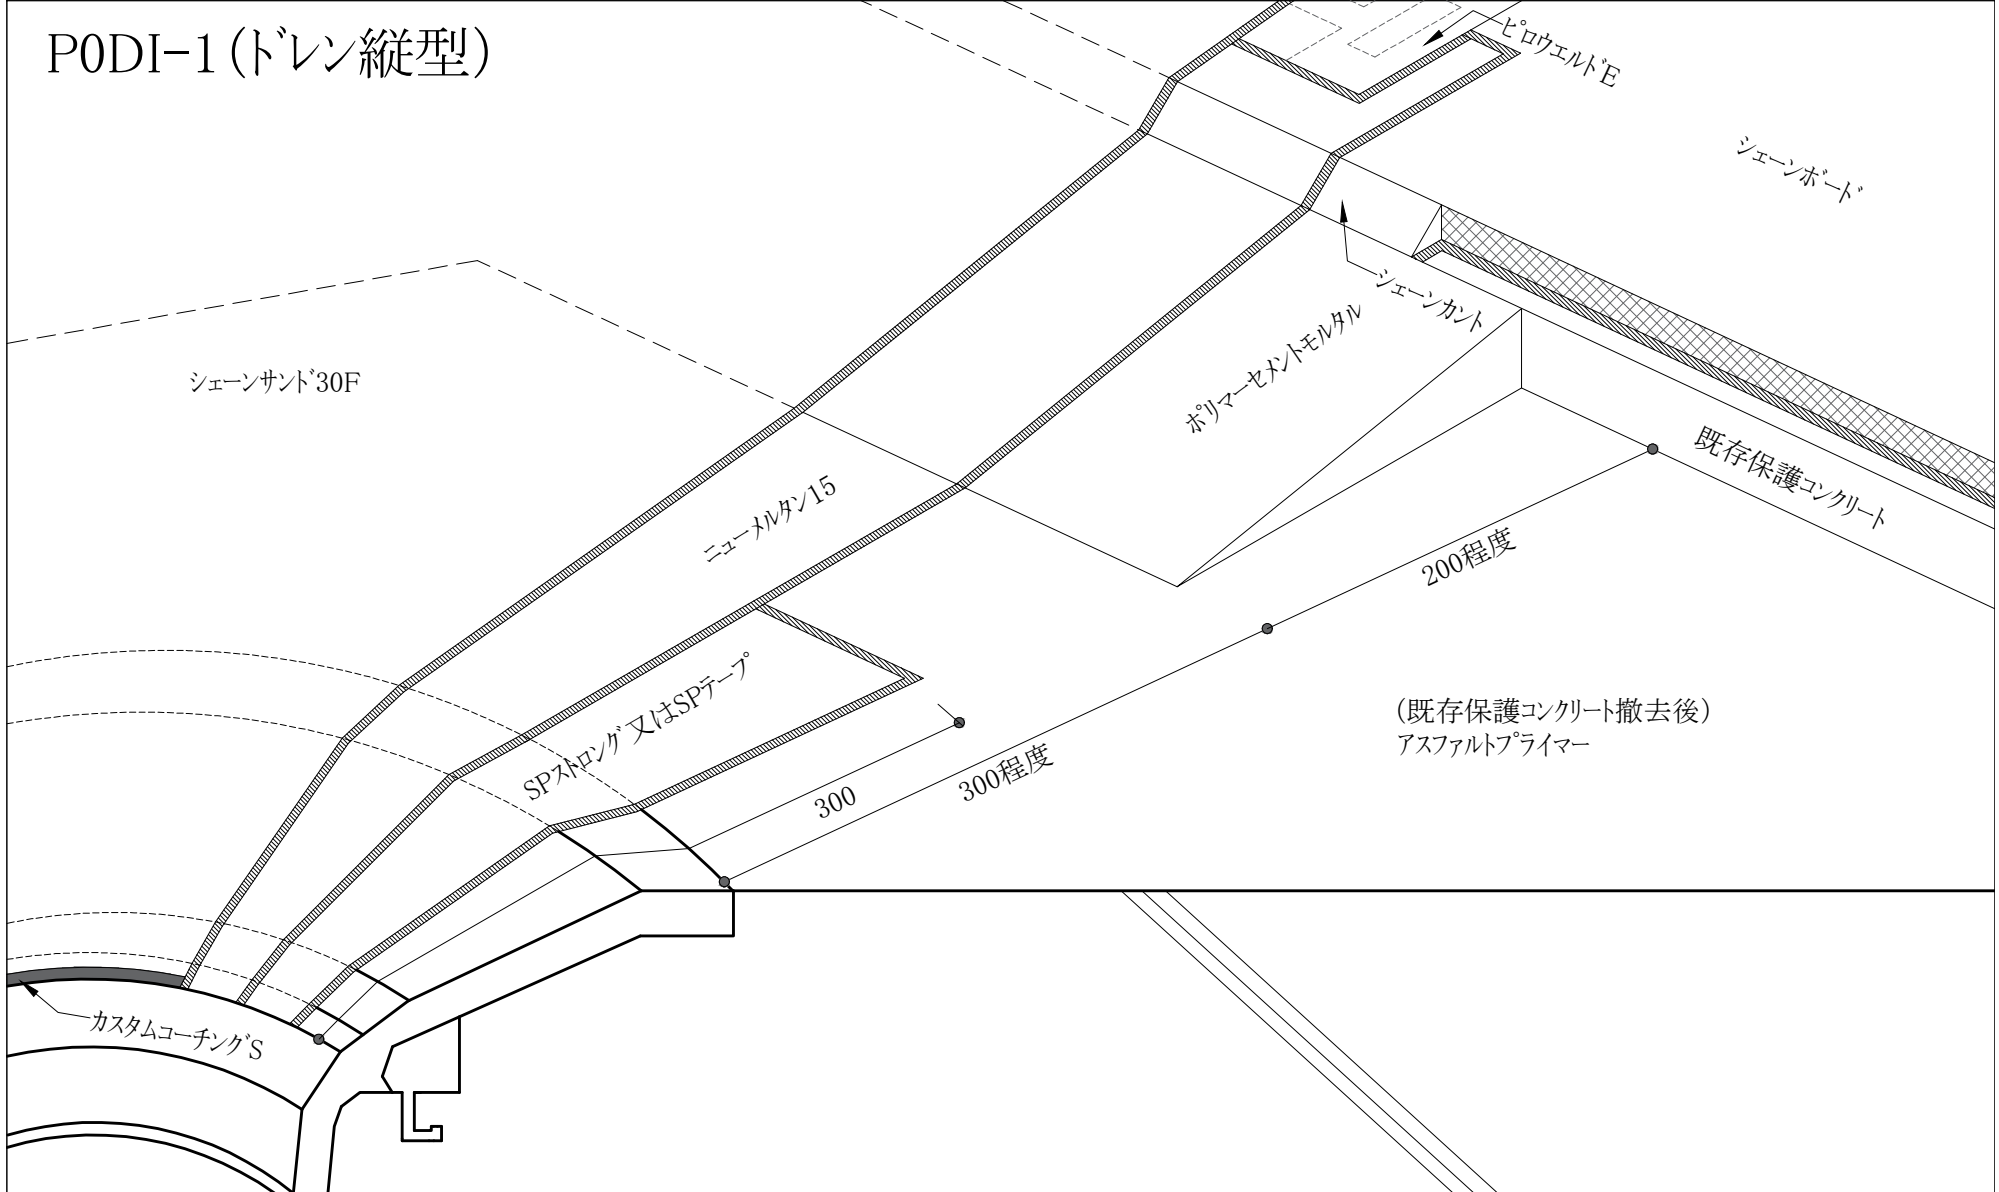 P0DI-1(ドレン縦型)
ピロウエルドE
シェーンボード
シェーンカント
ポリマーセメントモルタル
シェーンサンド30F
既存保護コンクリート
ニューメルタン15
200程度
SPストロング又はSPテープ
(既存保護コンクリート撤去後)
アスファルトプライマー
300程度
300
カスタムコーチングS